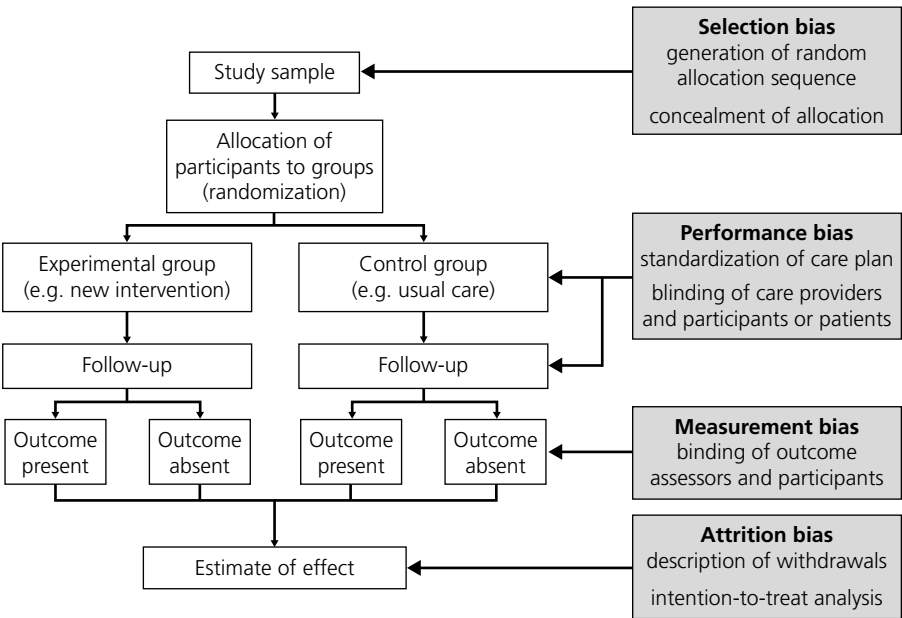 Study sample
Allocation of
participants to groups
(randomization)
Experimental group
(e.g. new intervention)
Control group
(e.g. usual care)
Follow-up
Follow-up
Outcome
present
Outcome
absent
Outcome
present
Outcome
absent
Estimate of effect
Selection bias
generation of random
allocation sequence
concealment of allocation
Performance bias
standardization of care plan
blinding of care providers
and participants or patients
Measurement bias
binding of outcome
assessors and participants
Attrition bias
description of withdrawals
intention-to-treat analysis